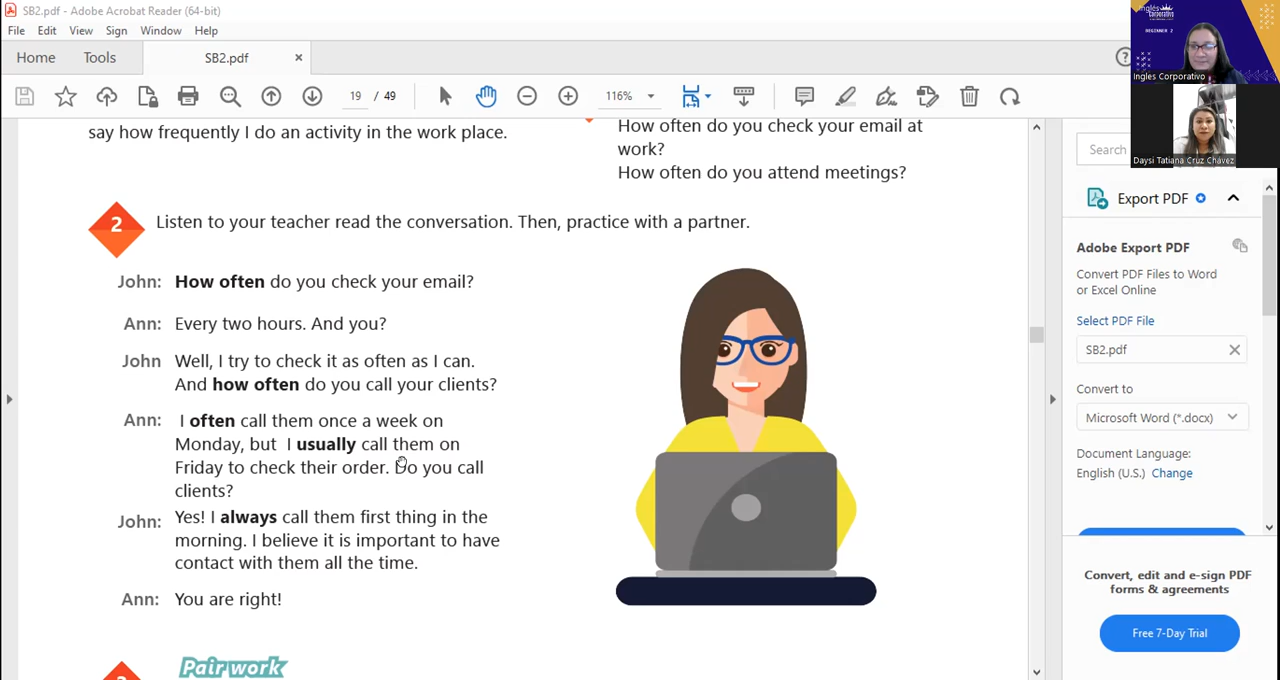 SB2.pdf - Adobe Acrobat Reader (64-bit)
File Edit View Sign Window Help
Home Tools SB2.pdf ×
19 / 49 116%
say how frequently I do an activity in the work place.
How often do you check your email at
work?
How often do you attend meetings?
2 Listen to your teacher read the conversation. Then, practice with a partner.
John: How often do you check your email?
Ann: Every two hours. And you?
John Well, I try to check it as often as I can.
And how often do you call your clients?
Ann: I often call them once a week on
Monday, but I usually call them on
Friday to check their order. Do you call
clients?
John: Yes! I always call them first thing in the
morning. I believe it is important to have
contact with them all the time.
Ann: You are right!
Pair work
Inglés
Corporativo
BEGINNER 2
Ingles Corporativo
Daysi Tatiana Cruz Chávez
Search
Export PDF
Adobe Export PDF
Convert PDF Files to Word
or Excel Online
Select PDF File
SB2.pdf
Convert to
Microsoft Word (*.docx)
Document Language:
English (U.S.) Change
Convert, edit and e-sign PDF
forms & agreements
Free 7-Day Trial